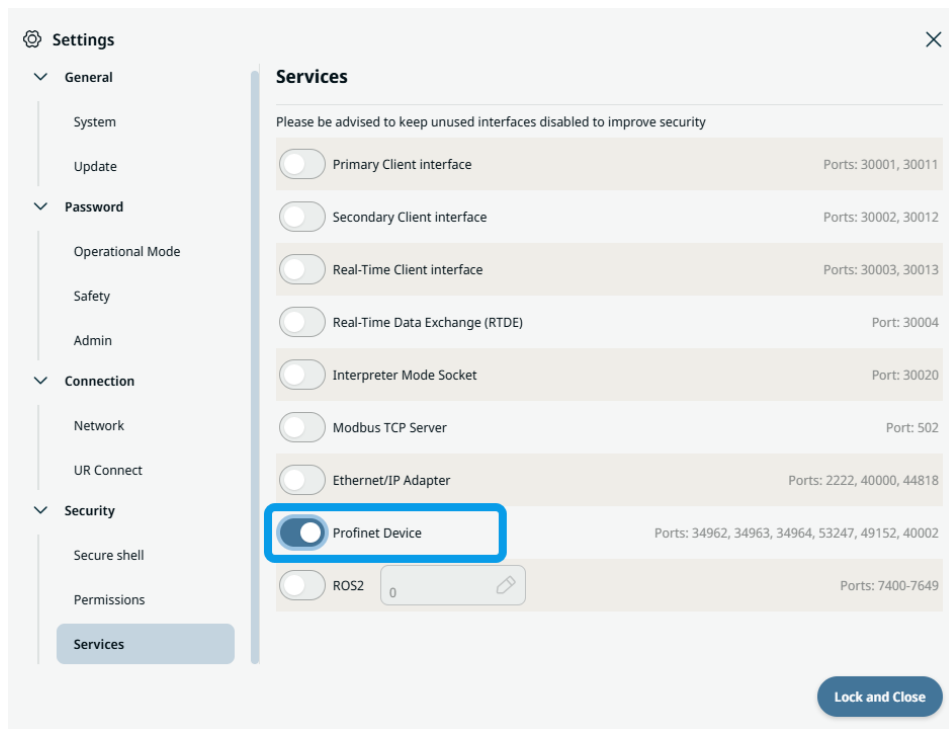 Settings
General
System
Update
Password
Operational Mode
Safety
Admin
Connection
Network
UR Connect
Security
Secure shell
Permissions
Services
Services
Please be advised to keep unused interfaces disabled to improve security
Primary Client interface Ports: 30001, 30011
Secondary Client interface Ports: 30002, 30012
Real-Time Client interface Ports: 30003, 30013
Real-Time Data Exchange (RTDE) Port: 30004
Interpreter Mode Socket Port: 30020
Modbus TCP Server Port: 502
Ethernet/IP Adapter Ports: 2222, 40000, 44818
Profinet Device Ports: 34962, 34963, 34964, 53247, 49152, 40002
ROS2 0 Ports: 7400-7649
Lock and Close